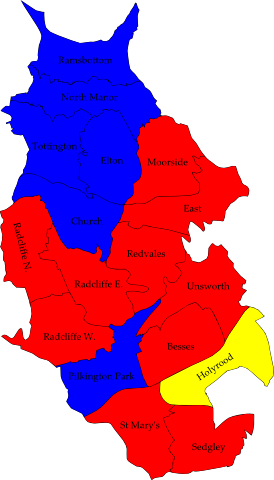 Ramsbottom
North Manor
Tottington
Elton
Moorside
East
Church
Radcliffe N.
Redvales
Radcliffe E.
Unsworth
Radcliffe W.
Besses
Holyrood
Pilkington Park
St Mary's
Sedgley